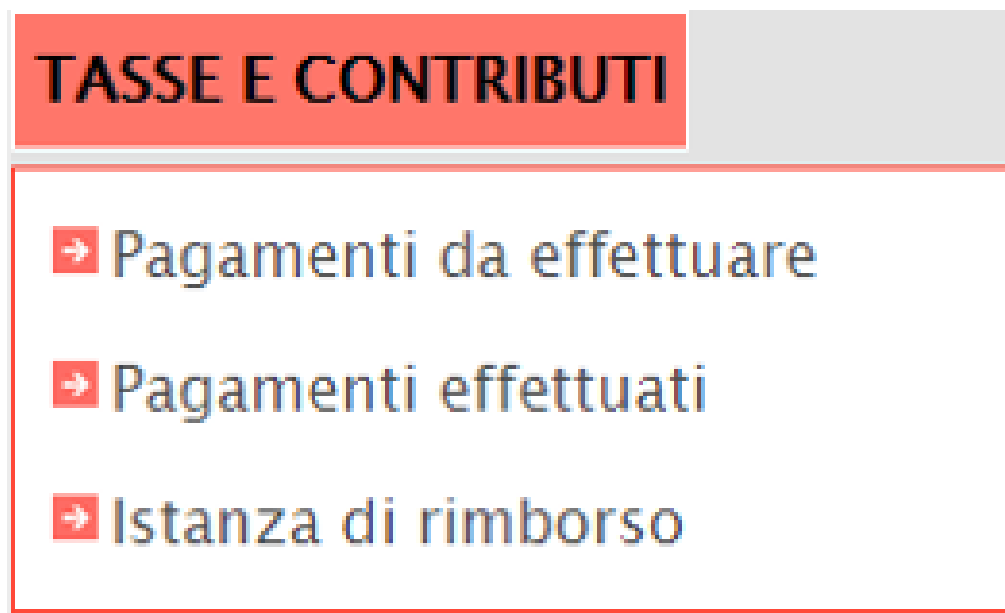 TASSE E CONTRIBUTI
Pagamenti da effettuare
Pagamenti effettuati
Istanza di rimborso